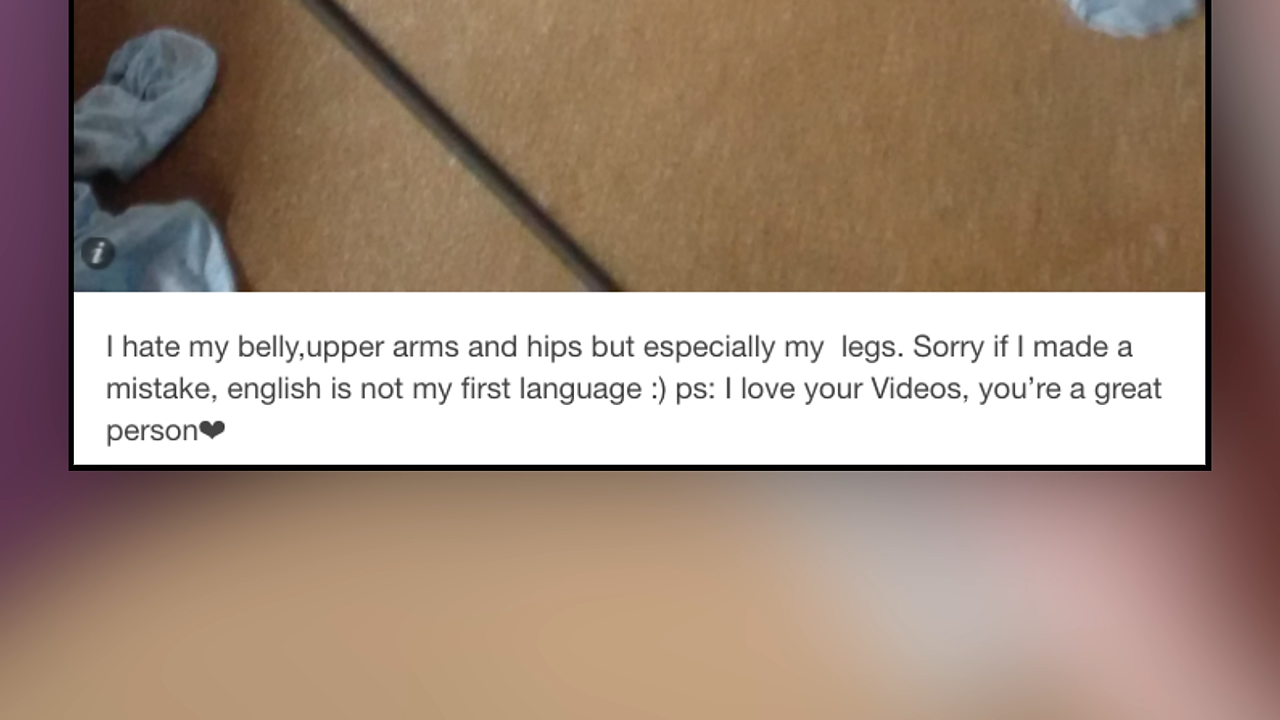 I hate my belly,upper arms and hips but especially my  legs. Sorry if I made a
mistake, english is not my first language :) ps: I love your Videos, you’re a great
person❤